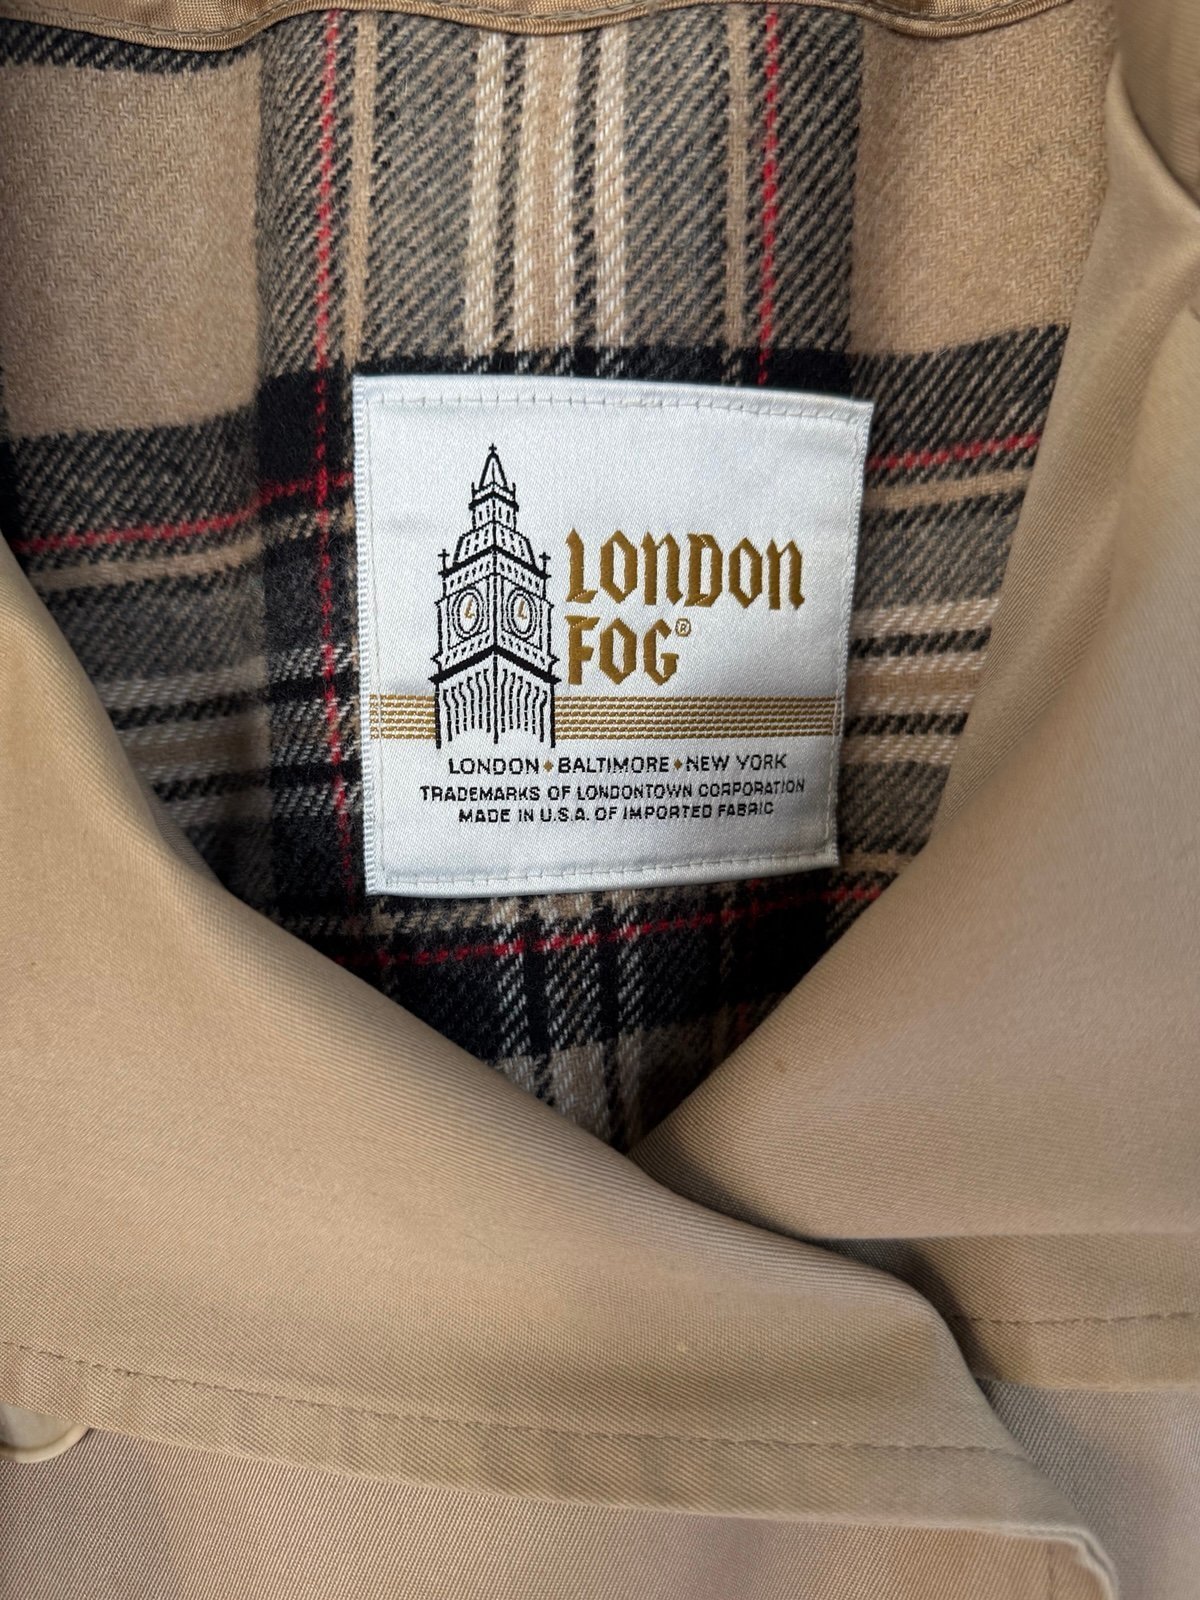 LONDON
FOG®
L L
LONDON♦BALTIMORE♦NEW YORK
TRADEMARKS OF LONDONTOWN CORPORATION
MADE IN U.S.A. OF IMPORTED FABRIC